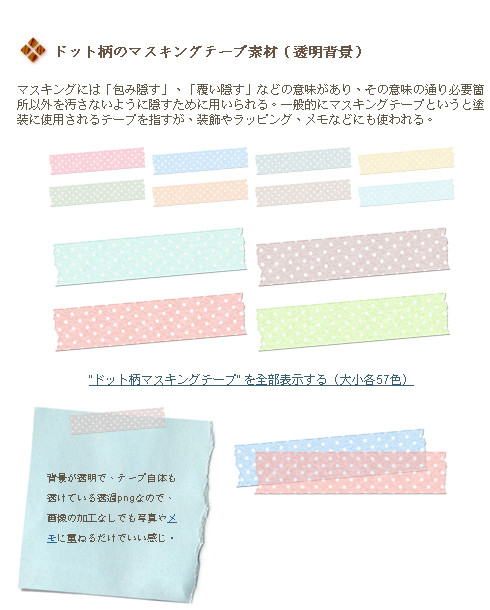 ドット柄のマスキングテープ素材（透明背景）
マスキングには「包み隠す」、「覆い隠す」などの意味があり、その意味の通り必要箇
所以外を汚さないように隠すために用いられる。一般的にマスキングテープというと塗
装に使用されるテープを指すが、装飾やラッピング、メモなどにも使われる。
"ドット柄マスキングテープ" を全部表示する（大小各57色）
背景が透明で、テープ自体も
透けている透過pngなので、
画像の加工なしでも写真やメ
モに重ねるだけでいい感じ。